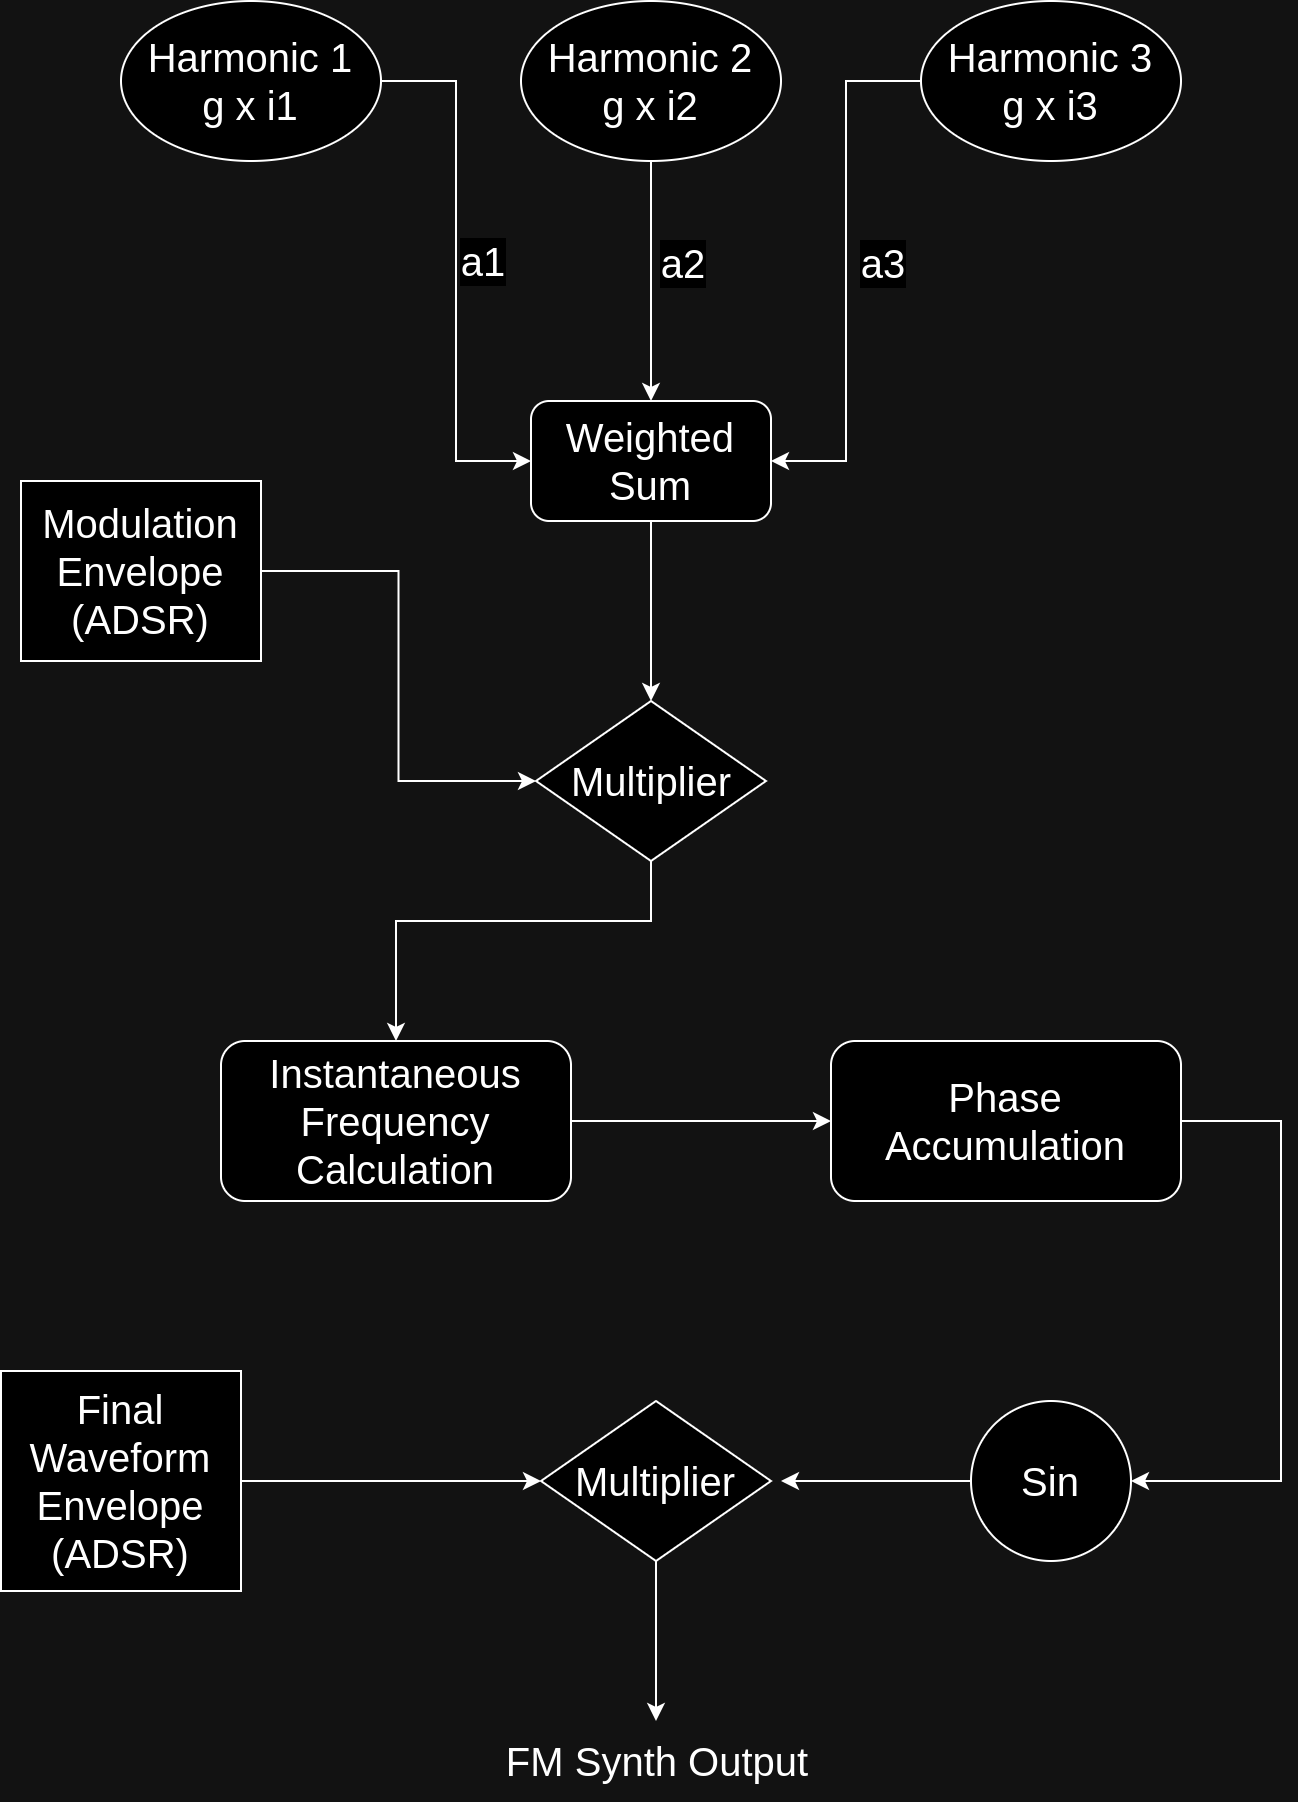 Harmonic 1
g x i1
Harmonic 2
g x i2
Harmonic 3
g x i3
a1
a2
a3
Weighted
Sum
Modulation
Envelope
(ADSR)
Multiplier
Instantaneous
Frequency
Calculation
Phase
Accumulation
Final
Waveform
Envelope
(ADSR)
Multiplier
Sin
FM Synth Output